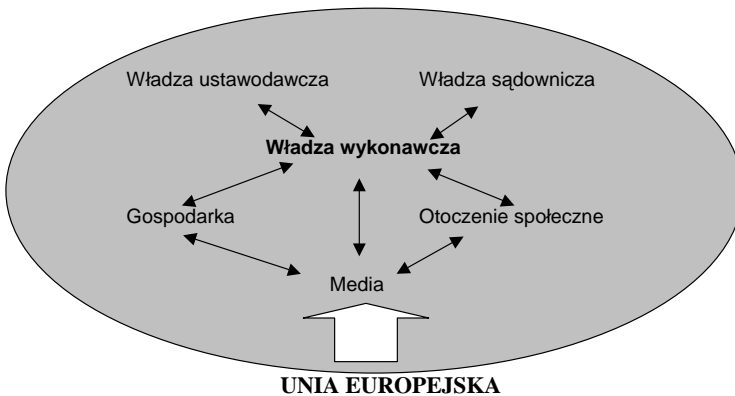 Władza ustawodawcza Władza sądownicza
Władza wykonawcza
Gospodarka Otoczenie społeczne
Media
UNIA EUROPEJSKA